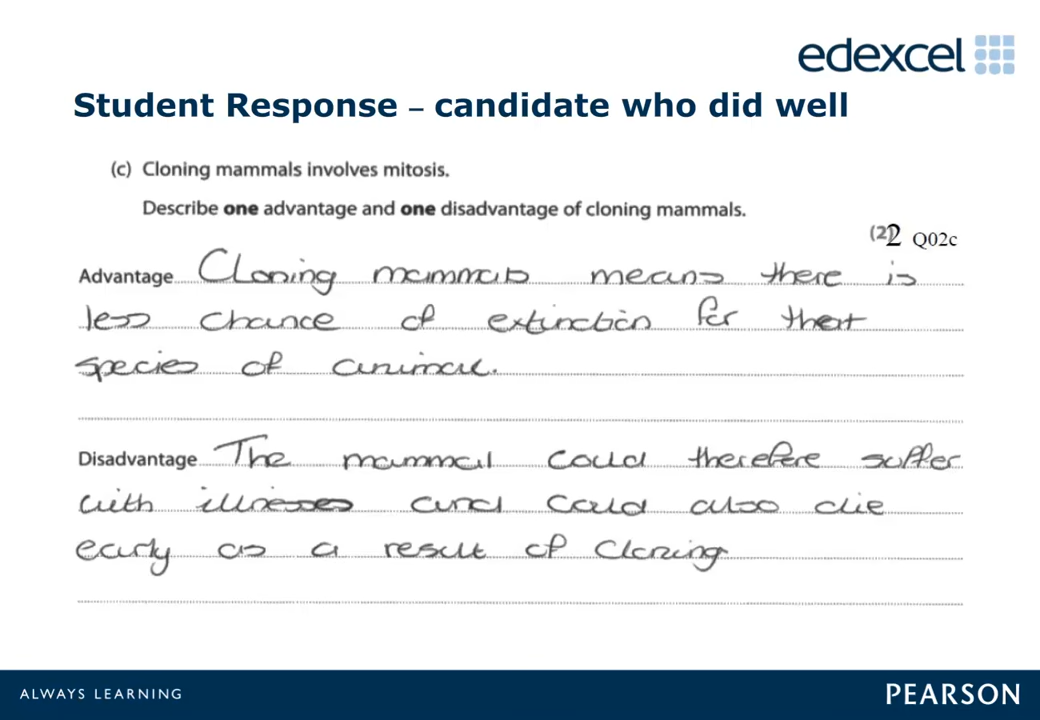 edexcel
Student Response – candidate who did well
(c) Cloning mammals involves mitosis.
Describe one advantage and one disadvantage of cloning mammals.
(2) 2 Q02c
Advantage Cloning mammals means there is
less chance of extinction for that
species of animal.
Disadvantage The mammal could therefore suffer
with illnesses and could also die
early as a result of cloning
ALWAYS LEARNING
PEARSON